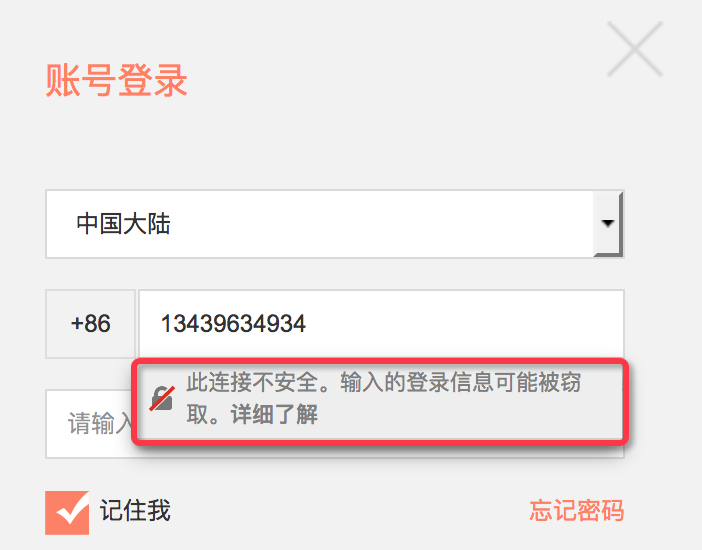 账号登录
中国大陆
+86 13439634934
此连接不安全。输入的登录信息可能被窃
取。详细了解
请输入
记住我 忘记密码